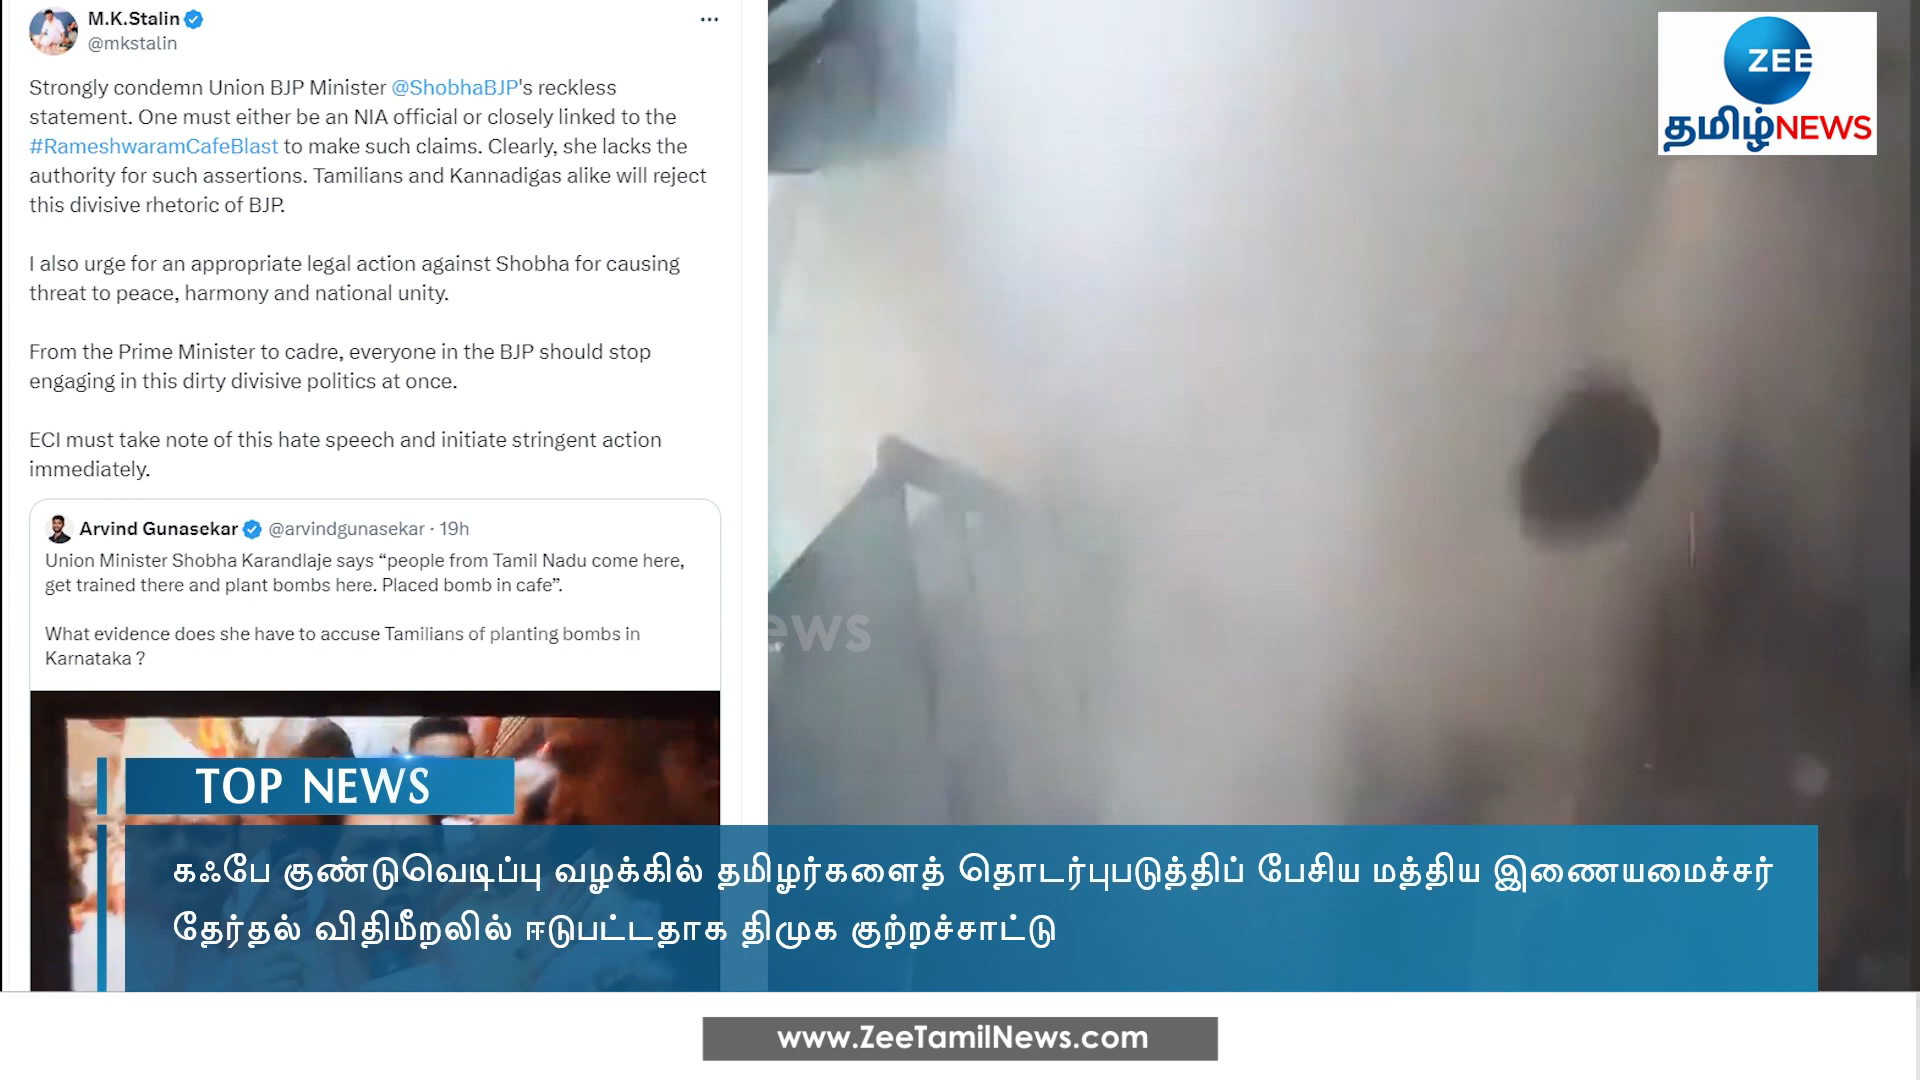 M.K.Stalin
@mkstalin
Strongly condemn Union BJP Minister @ShobhaBJP's reckless
statement. One must either be an NIA official or closely linked to the
#RameshwaramCafeBlast to make such claims. Clearly, she lacks the
authority for such assertions. Tamilians and Kannadigas alike will reject
this divisive rhetoric of BJP.
I also urge for an appropriate legal action against Shobha for causing
threat to peace, harmony and national unity.
From the Prime Minister to cadre, everyone in the BJP should stop
engaging in this dirty divisive politics at once.
ECI must take note of this hate speech and initiate stringent action
immediately.
Arvind Gunasekar @arvindgunasekar · 19h
Union Minister Shobha Karandlaje says “people from Tamil Nadu come here,
get trained there and plant bombs here. Placed bomb in cafe”.
What evidence does she have to accuse Tamilians of planting bombs in
Karnataka ?
ZEE
தமிழ்NEWS
ews
TOP NEWS
கஃபே குண்டுவெடிப்பு வழக்கில் தமிழர்களைத் தொடர்புபடுத்திப் பேசிய மத்திய இணையமைச்சர்
தேர்தல் விதிமீறலில் ஈடுபட்டதாக திமுக குற்றச்சாட்டு
www.ZeeTamilNews.com